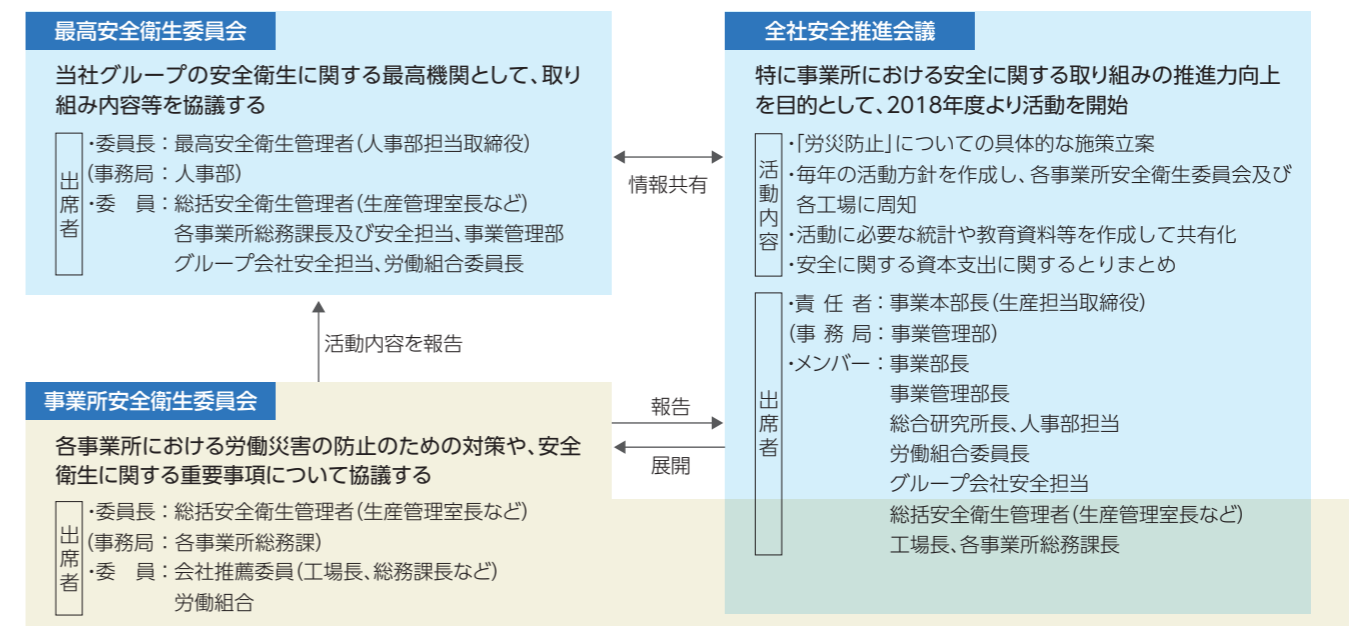 最高安全衛生委員会
当社グループの安全衛生に関する最高機関として、取り
組み内容等を協議する
出席者
・委員長：最高安全衛生管理者（人事部担当取締役）
（事務局：人事部）
・委　員：総括安全衛生管理者（生産管理室長など）
各事業所総務課長及び安全担当、事業管理部
グループ会社安全担当、労働組合委員長
情報共有
全社安全推進会議
特に事業所における安全に関する取り組みの推進力向上
を目的として、2018年度より活動を開始
活動内容
・「労災防止」についての具体的な施策立案
・毎年の活動方針を作成し、各事業所安全衛生委員会及び
各工場に周知
・活動に必要な統計や教育資料等を作成して共有化
・安全に関する資本支出に関するとりまとめ
出席者
・責 任 者：事業本部長（生産担当取締役）
（事 務 局：事業管理部）
・メンバー：事業部長
事業管理部長
総合研究所長、人事部担当
労働組合委員長
グループ会社安全担当
総括安全衛生管理者（生産管理室長など）
工場長、各事業所総務課長
活動内容を報告
報告
展開
事業所安全衛生委員会
各事業所における労働災害の防止のための対策や、安全
衛生に関する重要事項について協議する
出席者
・委員長：総括安全衛生管理者（生産管理室長など）
（事務局：各事業所総務課）
・委　員：会社推薦委員（工場長、総務課長など）
労働組合